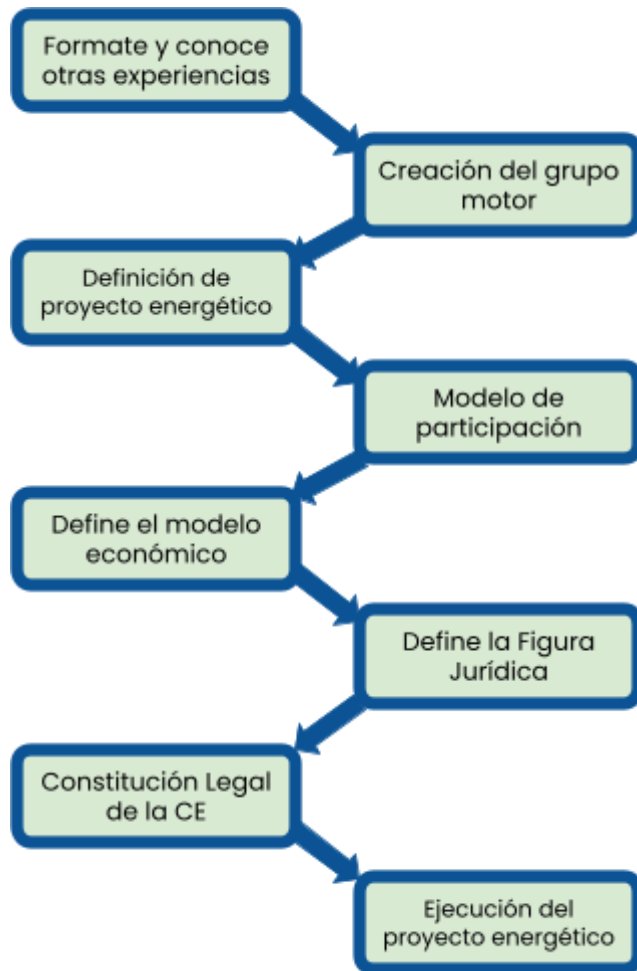 Formate y conoce
otras experiencias
Creación del grupo
motor
Definición de
proyecto energético
Modelo de
participación
Define el modelo
económico
Define la Figura
Jurídica
Constitución Legal
de la CE
Ejecución del
proyecto energético